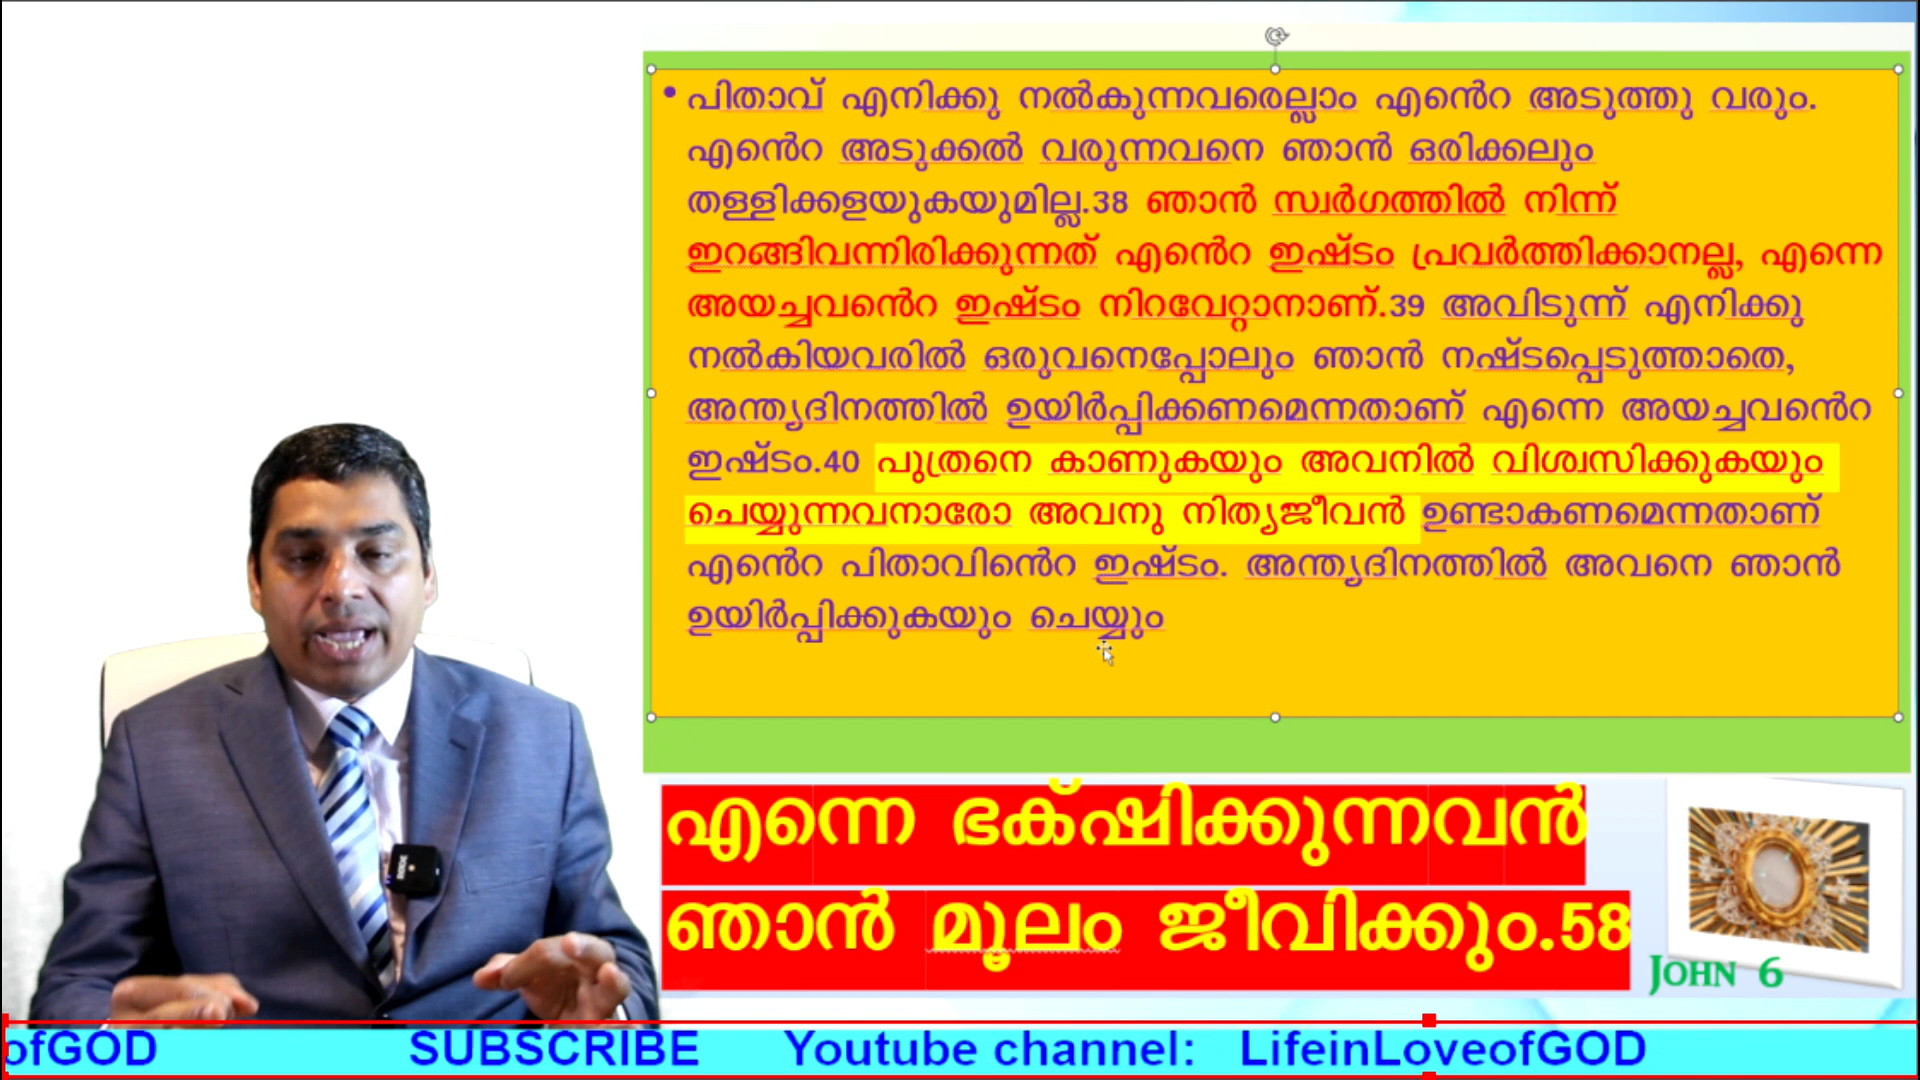 • പിതാവ് എനിക്കു നൽകുന്നവരെല്ലാം എൻെറ അടുത്തു വരും.
എൻെറ അടുക്കൽ വരുന്നവനെ ഞാൻ ഒരിക്കലും
തള്ളിക്കളയുകയുമില്ല.38 ഞാൻ സ്വർഗത്തിൽ നിന്ന്
ഇറങ്ങിവന്നിരിക്കുന്നത് എൻെറ ഇഷ്ടം പ്രവർത്തിക്കാനല്ല, എന്നെ
അയച്ചവൻെറ ഇഷ്ടം നിറവേറ്റാനാണ്.39 അവിടുന്ന് എനിക്കു
നൽകിയവരിൽ ഒരുവനെപ്പോലും ഞാൻ നഷ്ടപ്പെടുത്താതെ,
അന്ത്യദിനത്തിൽ ഉയിർപ്പിക്കണമെന്നതാണ് എന്നെ അയച്ചവൻെറ
ഇഷ്ടം.40 പുത്രനെ കാണുകയും അവനിൽ വിശ്വസിക്കുകയും
ചെയ്യുന്നവനാരോ അവനു നിത്യജീവൻ ഉണ്ടാകണമെന്നതാണ്
എൻെറ പിതാവിൻെറ ഇഷ്ടം. അന്ത്യദിനത്തിൽ അവനെ ഞാൻ
ഉയിർപ്പിക്കുകയും ചെയ്യും
എന്നെ ഭക്ഷിക്കുന്നവൻ
ഞാൻ മൂലം ജീവിക്കും.58
JOHN 6
ofGOD SUBSCRIBE Youtube channel: LifeinLoveofGOD